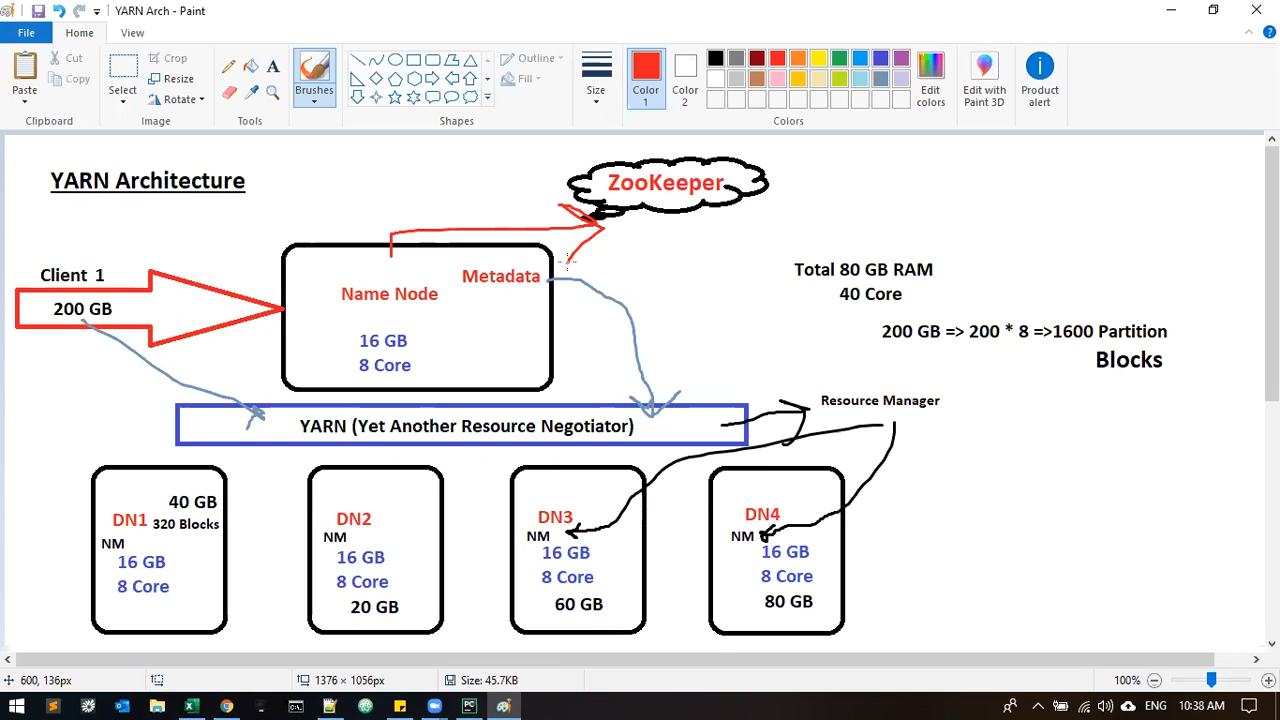 YARN Arch - Paint
File
Home
View
Paste
Cut
Copy
Clipboard
Select
Crop
Resize
Rotate
Image
A
Tools
Brushes
Outline
Fill
Shapes
Size
Color 1
Color 2
Edit colors
Colors
Edit with Paint 3D
Product alert
YARN Architecture
ZooKeeper
Client 1
200 GB
Metadata
Name Node
16 GB
8 Core
Total 80 GB RAM
40 Core
200 GB => 200 * 8 =>1600 Partition
Blocks
Resource Manager
YARN (Yet Another Resource Negotiator)
40 GB
DN1 320 Blocks
NM
16 GB
8 Core
DN2
NM
16 GB
8 Core
20 GB
DN3
NM
16 GB
8 Core
60 GB
DN4
NM
16 GB
8 Core
80 GB
600, 136px
1376 × 1056px
Size: 45.7KB
100%
ENG
10:38 AM